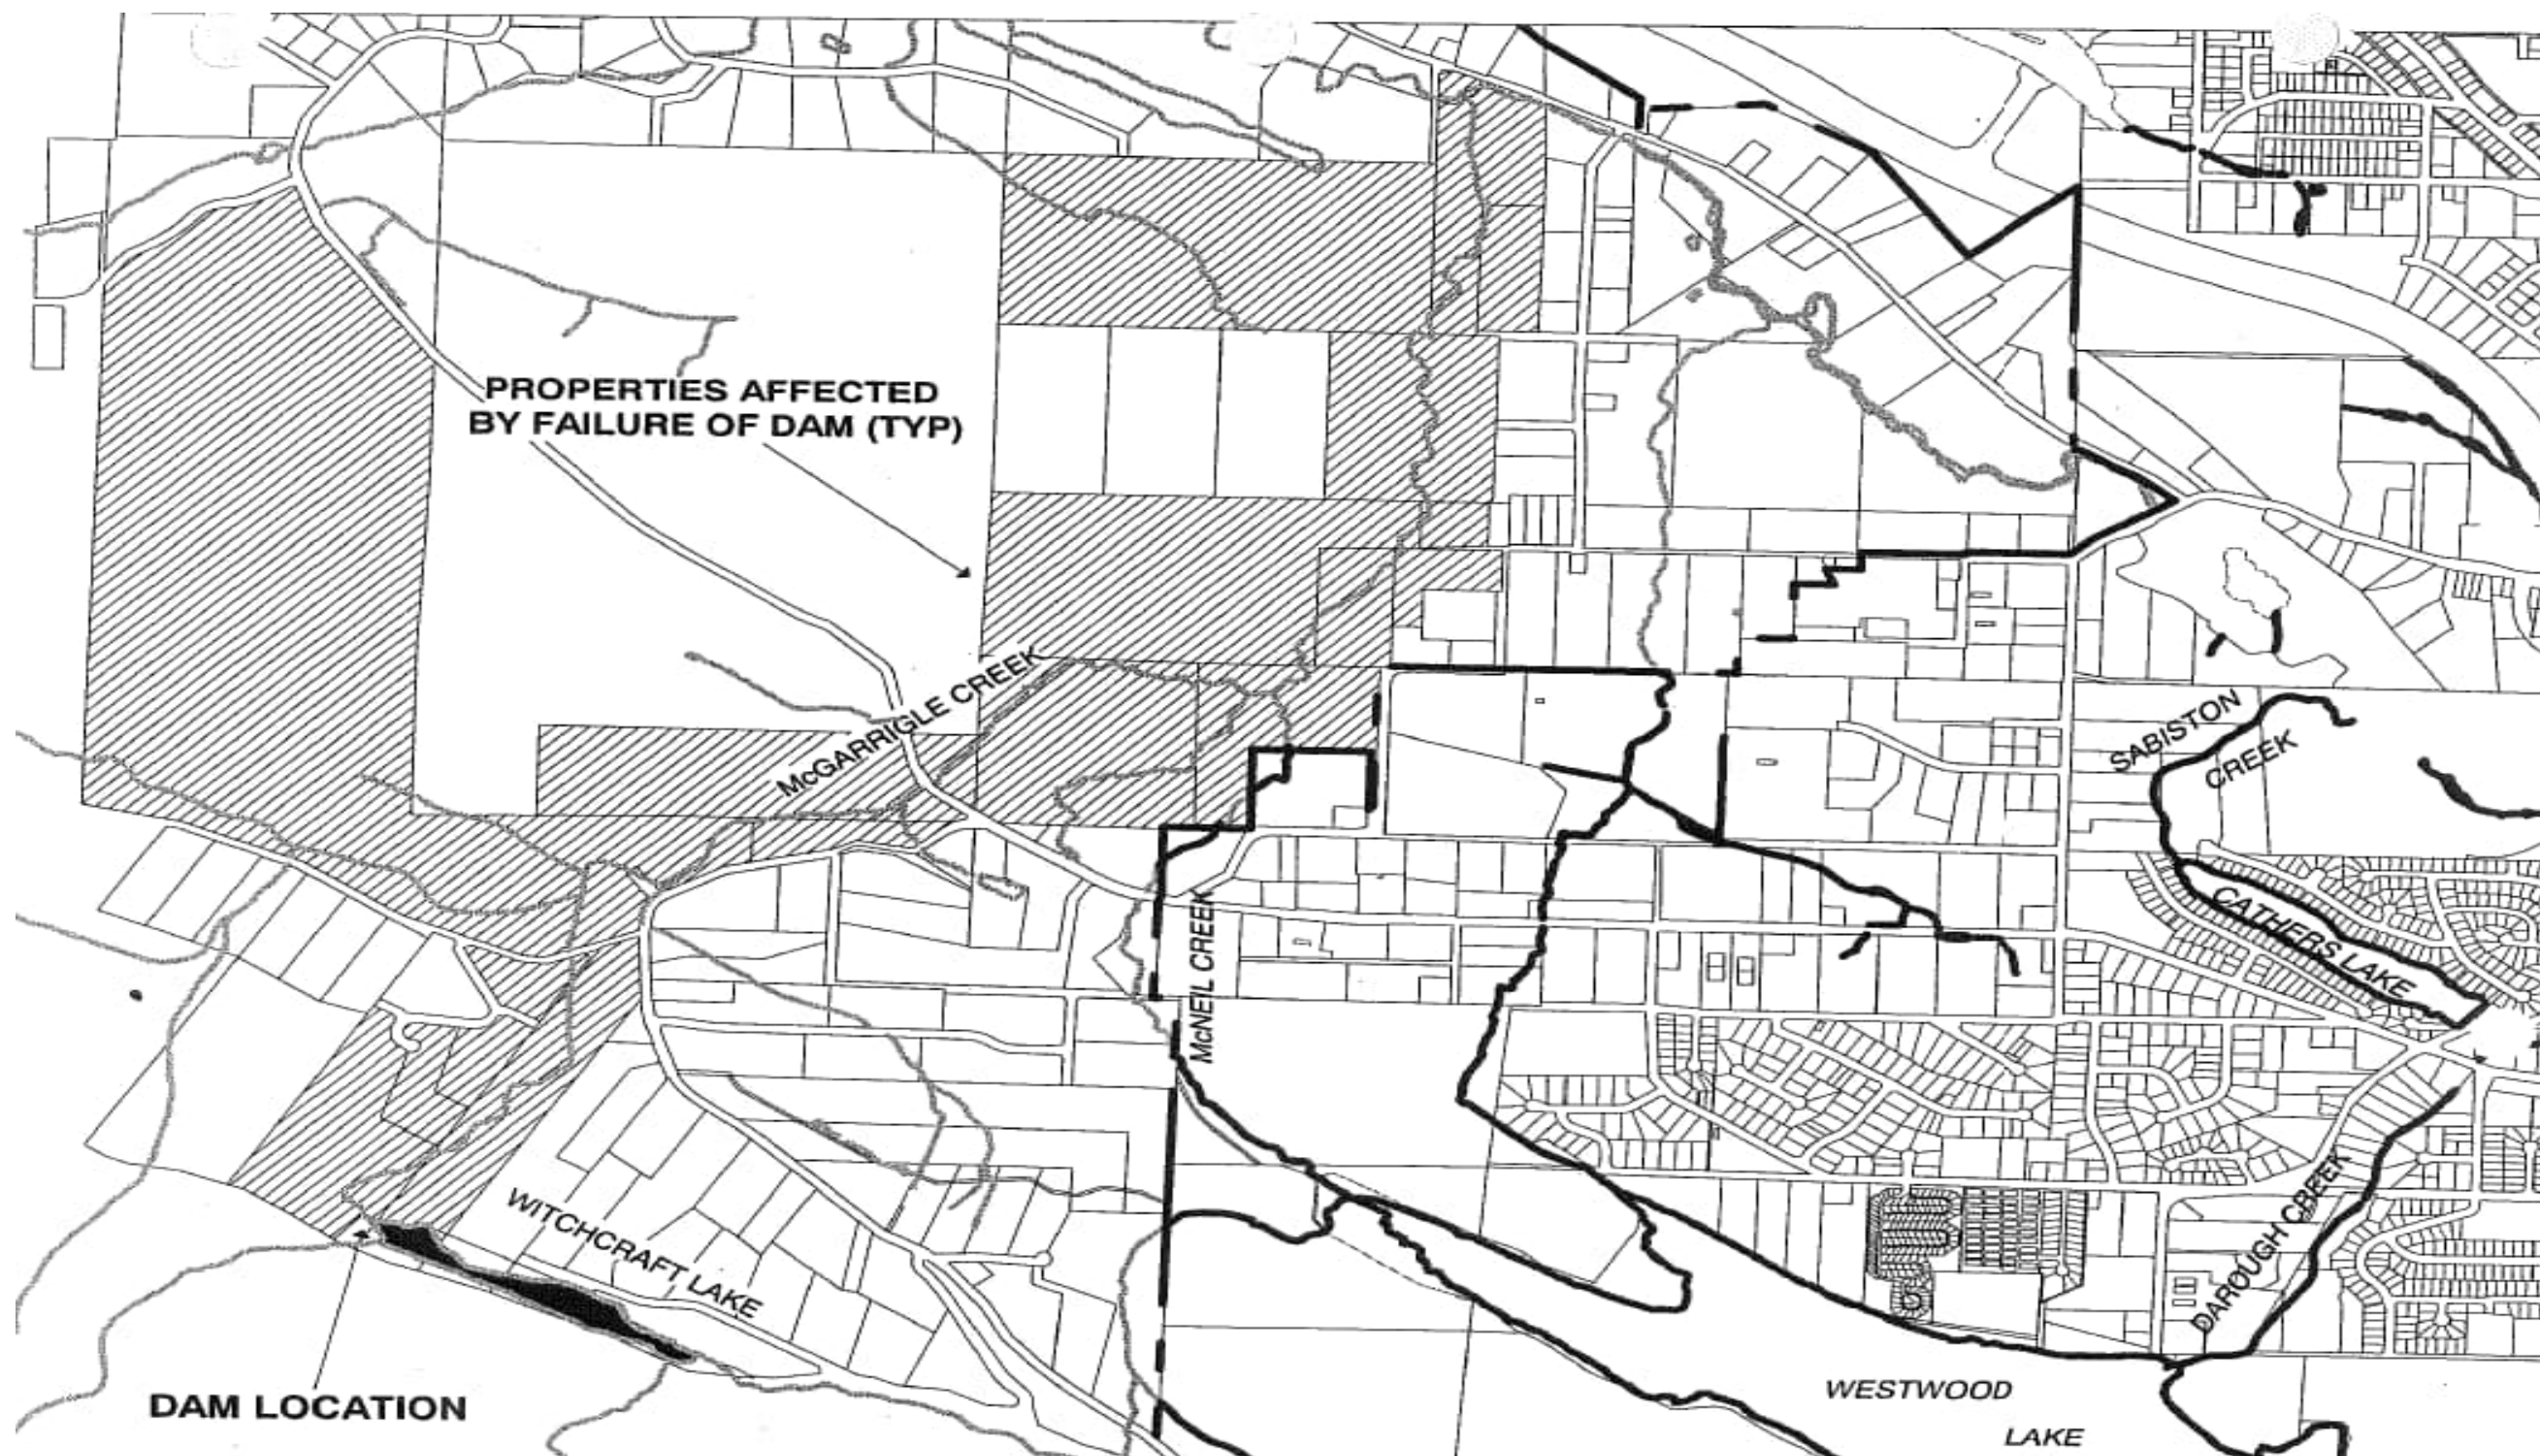 PROPERTIES AFFECTED
BY FAILURE OF DAM (TYP)
McGARRIGLE CREEK
SABISTON
CREEK
CATHERS LAKE
McNEIL CREEK
WITCHCRAFT LAKE
DAROUGH CREEK
DAM LOCATION
WESTWOOD
LAKE